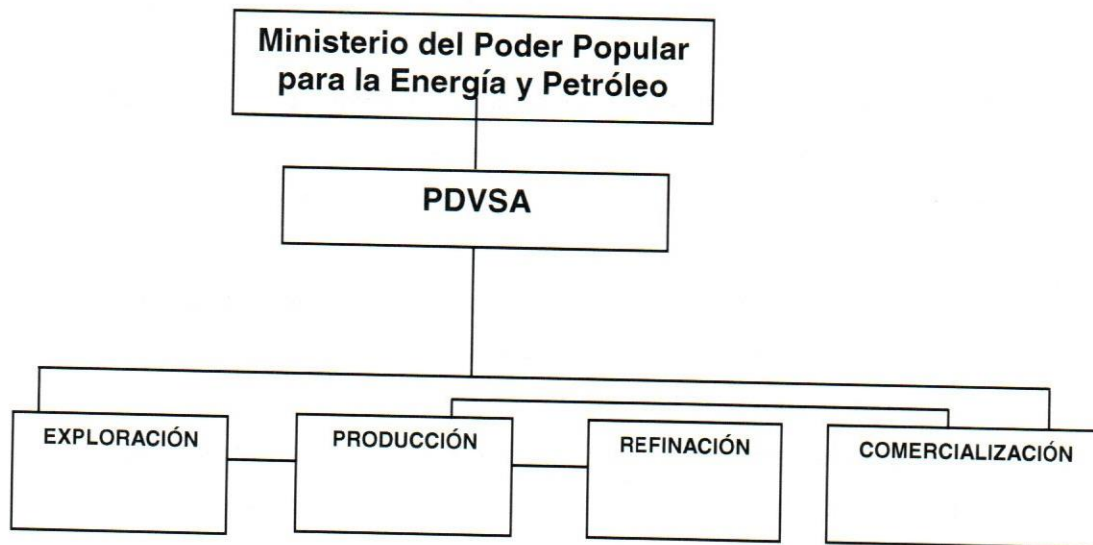 Ministerio del Poder Popular
para la Energía y Petróleo
PDVSA
EXPLORACIÓN
PRODUCCIÓN
REFINACIÓN
COMERCIALIZACIÓN